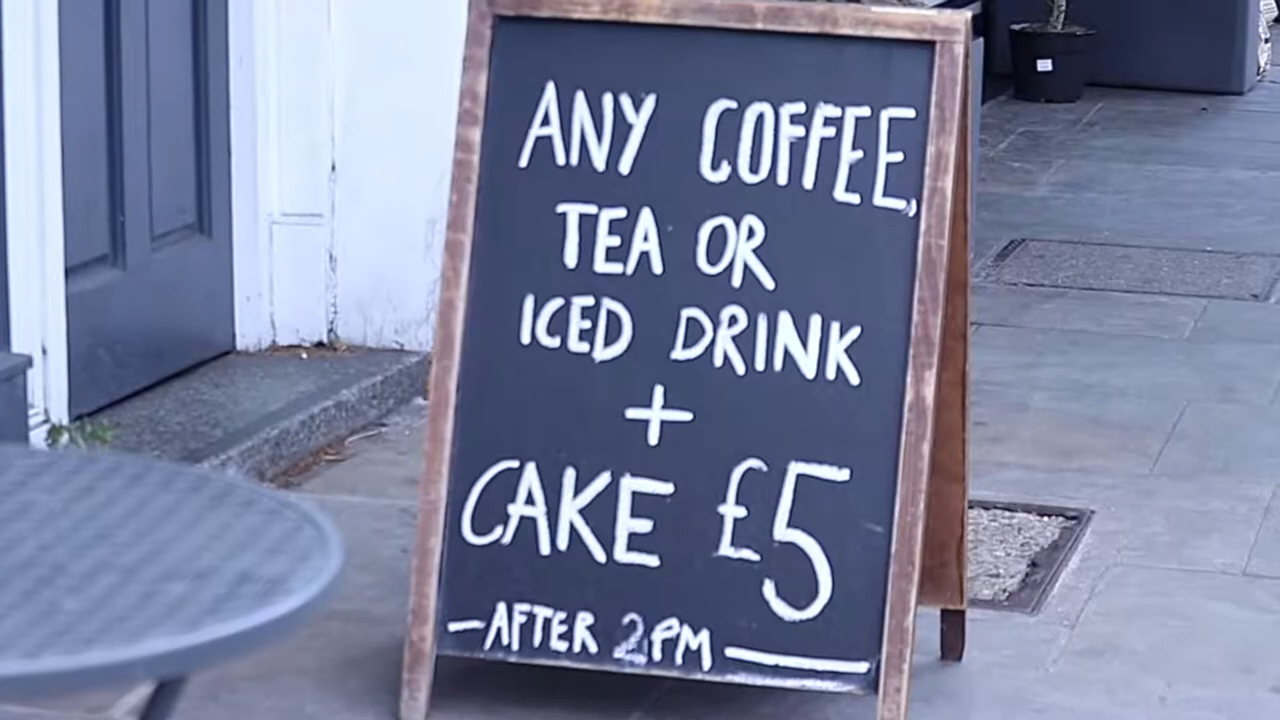 ANY COFFEE,
TEA OR
ICED DRINK
+
CAKE £5
-AFTER 2PM-